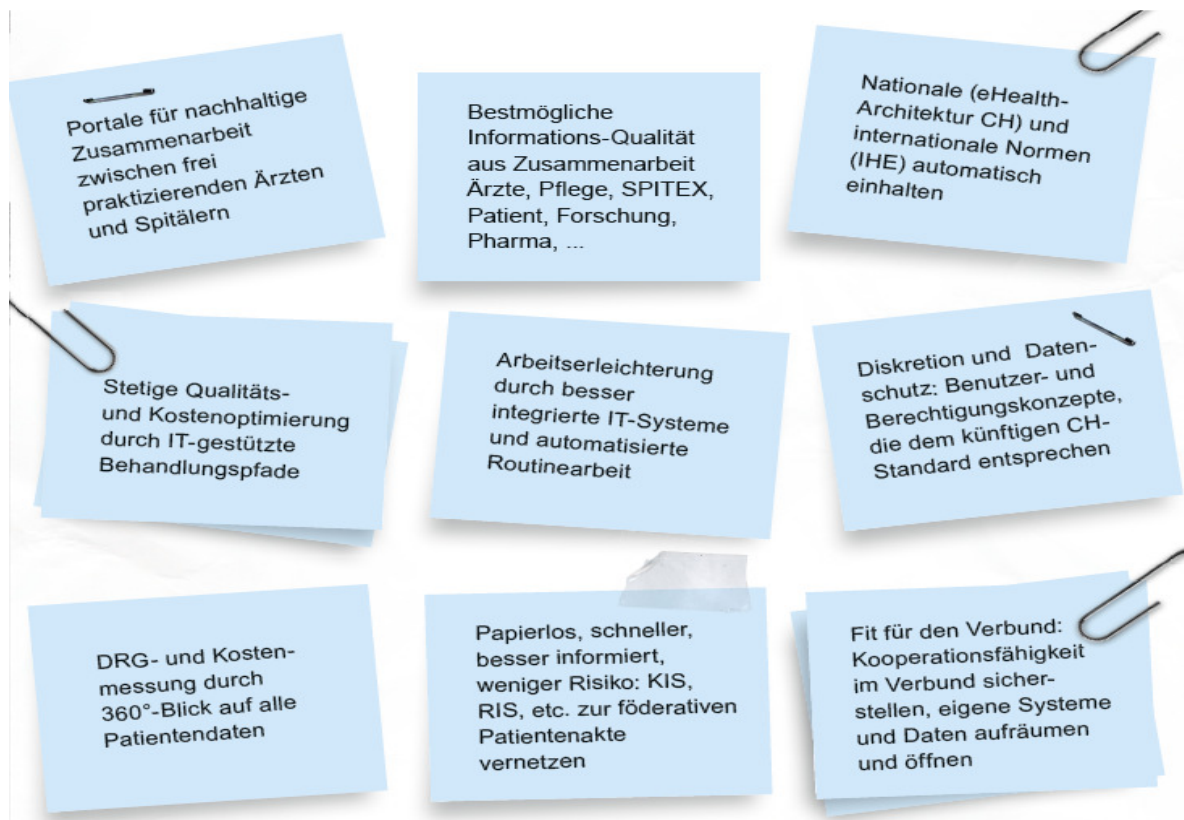 Portale für nachhaltige
Zusammenarbeit
zwischen frei
praktizierenden Ärzten
und Spitälern
Bestmögliche
Informations-Qualität
aus Zusammenarbeit
Ärzte, Pflege, SPITEX,
Patient, Forschung,
Pharma, ...
Nationale (eHealth-
Architektur CH) und
internationale Normen
(IHE) automatisch
einhalten
Stetige Qualitäts-
und Kostenoptimierung
durch IT-gestützte
Behandlungspfade
Arbeitserleichterung
durch besser
integrierte IT-Systeme
und automatisierte
Routinearbeit
Diskretion und Daten-
schutz: Benutzer- und
Berechtigungskonzepte,
die dem künftigen CH-
Standard entsprechen
DRG- und Kosten-
messung durch
360°-Blick auf alle
Patientendaten
Papierlos, schneller,
besser informiert,
weniger Risiko: KIS,
RIS, etc. zur föderativen
Patientenakte
vernetzen
Fit für den Verbund:
Kooperationsfähigkeit
im Verbund sicher-
stellen, eigene Systeme
und Daten aufräumen
und öffnen